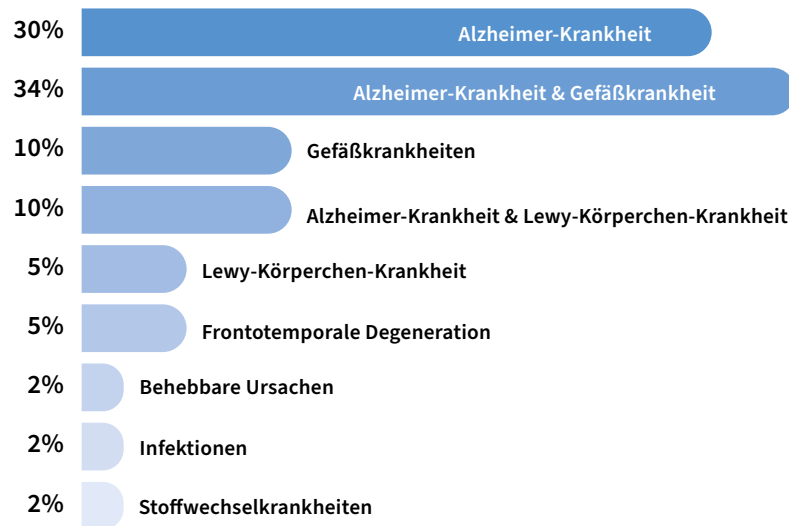 30% Alzheimer-Krankheit
34% Alzheimer-Krankheit & Gefäßkrankheit
10% Gefäßkrankheiten
10% Alzheimer-Krankheit & Lewy-Körperchen-Krankheit
5% Lewy-Körperchen-Krankheit
5% Frontotemporale Degeneration
2% Behebbare Ursachen
2% Infektionen
2% Stoffwechselkrankheiten